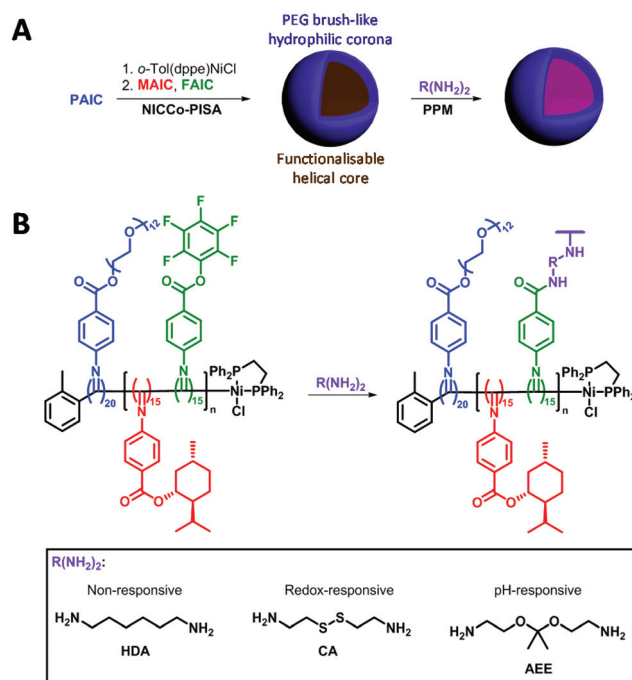 A
PEG brush-like
hydrophilic corona
1. o-Tol(dppe)NiCl
2. MAIC, FAIC
PAIC
NICCo-PISA
R(NH2)2
PPM
Functionalisable
helical core
B
O 12
O
F F
F F
F
O O
O O
N N
20 15 15 n
Ph2P
Ni-PPh2
Cl
N
O O
R(NH2)2
O 12
O
NH
R
NH
O O
O
N N
20 15 15 n
Ph2P
Ni-PPh2
Cl
N
O O
R(NH2)2:
Non-responsive
H2N
NH2
HDA
Redox-responsive
H2N
S S
NH2
CA
pH-responsive
H2N
O O
NH2
AEE